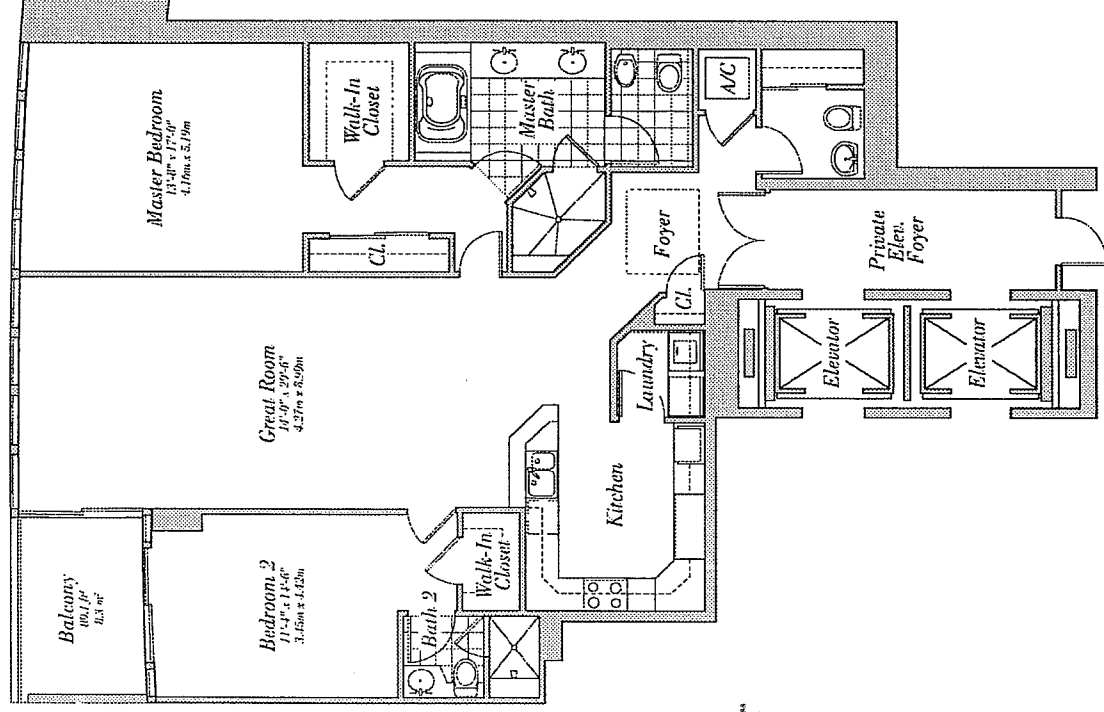 Master Bedroom
13'-8" x 17'-0"
4.16m x 5.19m
Walk-In
Closet
Master
Bath
A/C
Cl.
Foyer
Cl.
Private
Elev.
Foyer
Great Room
14'-0" x 29'-6"
4.27m x 8.99m
Laundry
Elevator
Elevator
Kitchen
Balcony
Bedroom 2
11'-4" x 14'-6"
3.45m x 4.42m
Walk-In
Closet
Bath 2